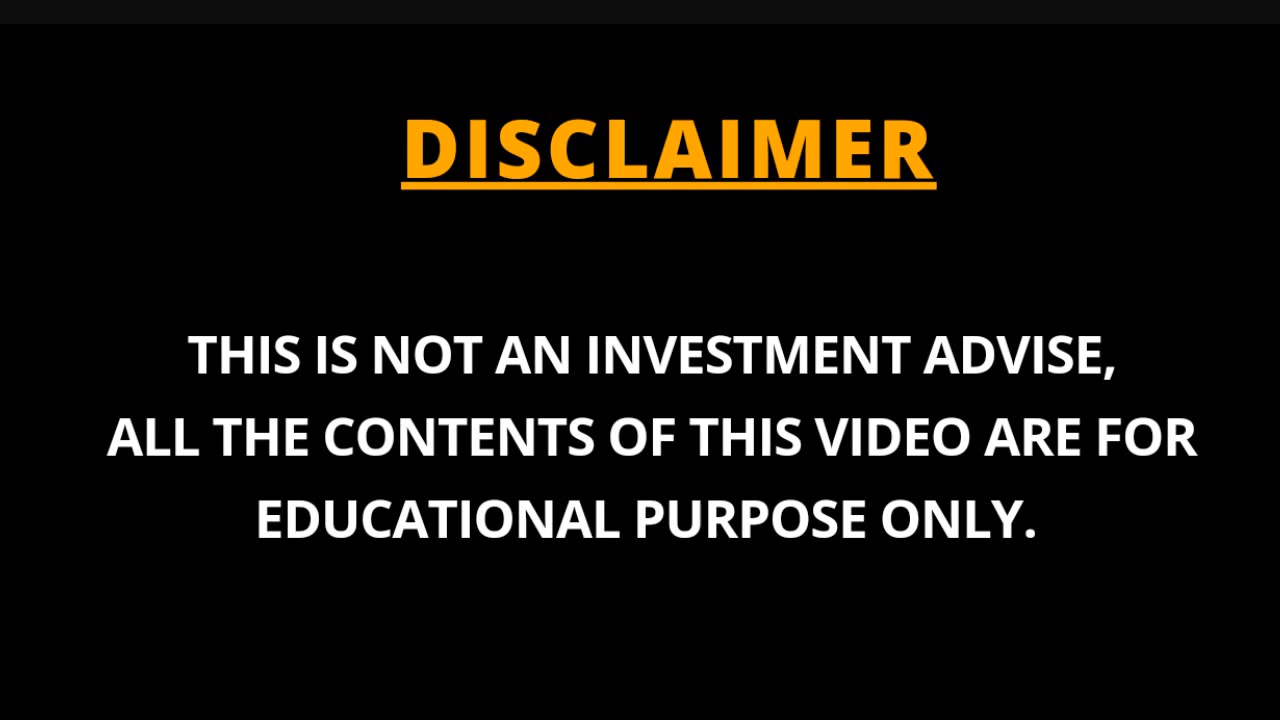 DISCLAIMER
THIS IS NOT AN INVESTMENT ADVISE,
ALL THE CONTENTS OF THIS VIDEO ARE FOR
EDUCATIONAL PURPOSE ONLY.